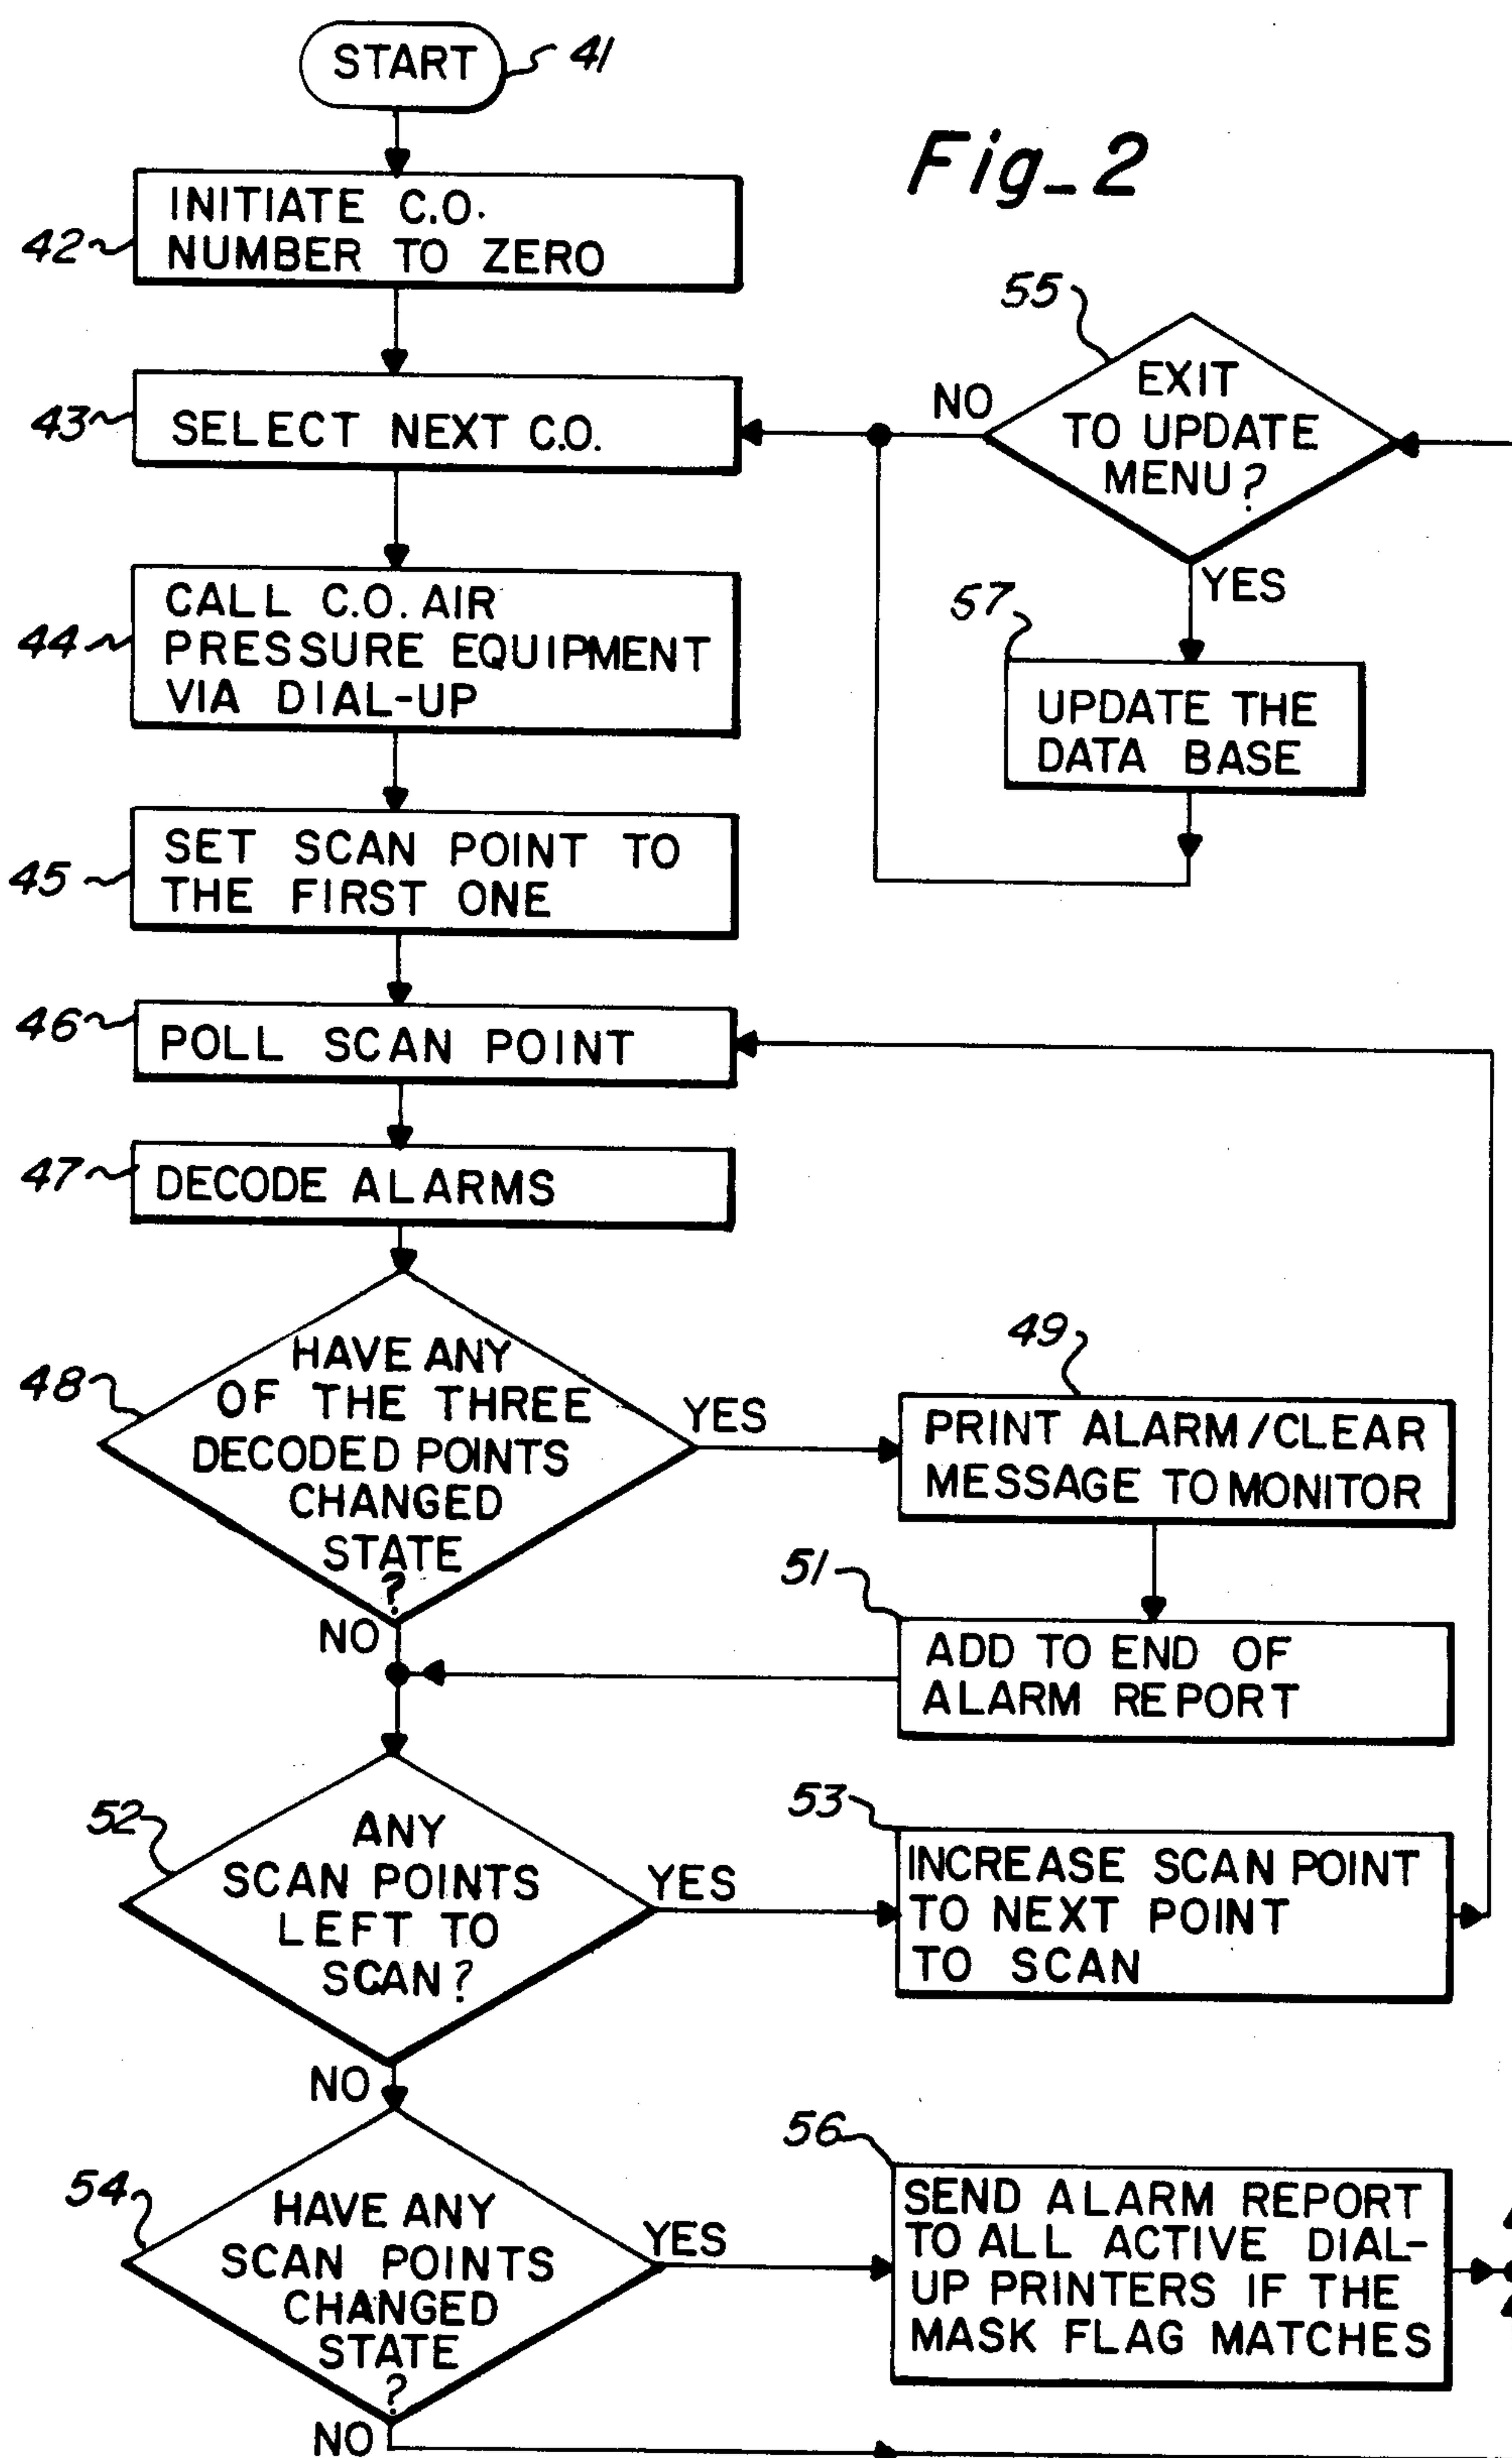 START
41
Fig_2
42
INITIATE C.O.
NUMBER TO ZERO
43
SELECT NEXT C.O.
55
EXIT
TO UPDATE
MENU?
NO
YES
57
UPDATE THE
DATA BASE
44
CALL C.O. AIR
PRESSURE EQUIPMENT
VIA DIAL-UP
45
SET SCAN POINT TO
THE FIRST ONE
46
POLL SCAN POINT
47
DECODE ALARMS
48
HAVE ANY
OF THE THREE
DECODED POINTS
CHANGED
STATE
?
YES
NO
49
PRINT ALARM/CLEAR
MESSAGE TO MONITOR
51
ADD TO END OF
ALARM REPORT
52
ANY
SCAN POINTS
LEFT TO
SCAN?
YES
NO
53
INCREASE SCAN POINT
TO NEXT POINT
TO SCAN
54
HAVE ANY
SCAN POINTS
CHANGED
STATE
?
YES
NO
56
SEND ALARM REPORT
TO ALL ACTIVE DIAL-
UP PRINTERS IF THE
MASK FLAG MATCHES